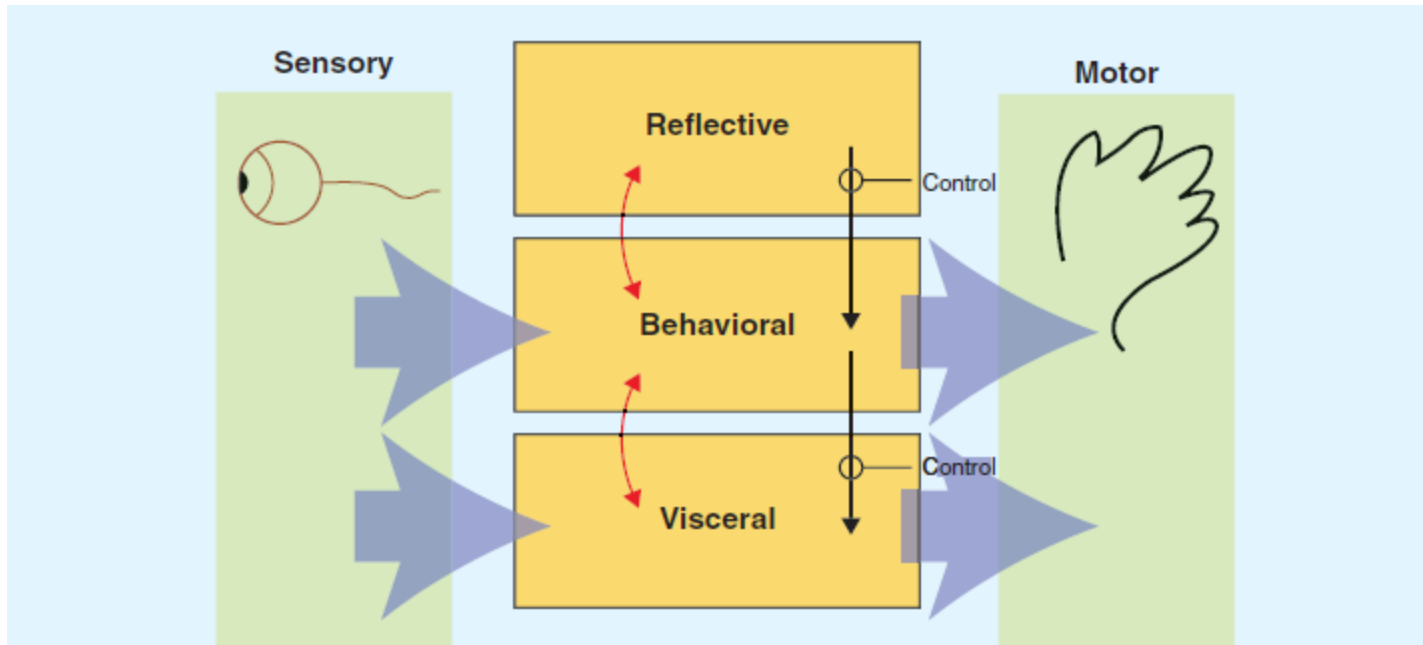 Sensory
Motor
Reflective
Control
Behavioral
Control
Visceral